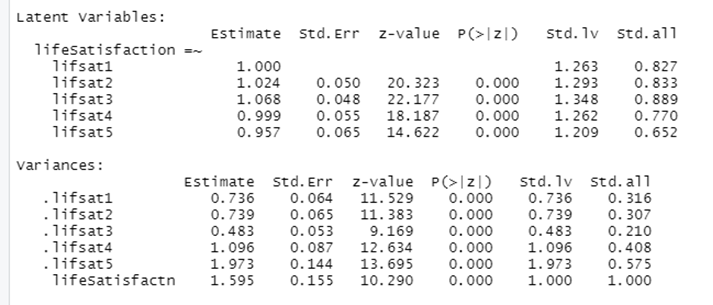 Latent Variables:
Estimate Std.Err z-value P(>|z|) Std.lv Std.all
lifeSatisfaction =~
lifsat1 1.000 1.263 0.827
lifsat2 1.024 0.050 20.323 0.000 1.293 0.833
lifsat3 1.068 0.048 22.177 0.000 1.348 0.889
lifsat4 0.999 0.055 18.187 0.000 1.262 0.770
lifsat5 0.957 0.065 14.622 0.000 1.209 0.652
Variances:
Estimate Std.Err z-value P(>|z|) Std.lv Std.all
.lifsat1 0.736 0.064 11.529 0.000 0.736 0.316
.lifsat2 0.739 0.065 11.383 0.000 0.739 0.307
.lifsat3 0.483 0.053 9.169 0.000 0.483 0.210
.lifsat4 1.096 0.087 12.634 0.000 1.096 0.408
.lifsat5 1.973 0.144 13.695 0.000 1.973 0.575
lifeSatisfactn 1.595 0.155 10.290 0.000 1.000 1.000